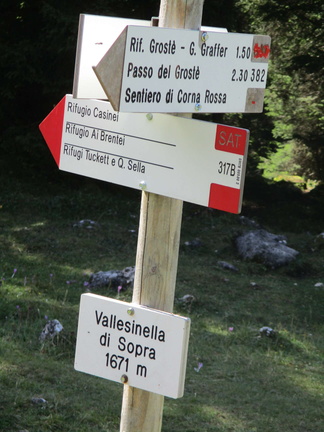 Rif. Grostè - G. Graffer 1.50
Passo del Grostè 2.30 382
Sentiero di Corna Rossa
Rifugio Casinei
SAT
Rifugio Ai Brentei
Rifugi Tuckett e Q. Sella
317B
Vallesinella
di Sopra
1671 m